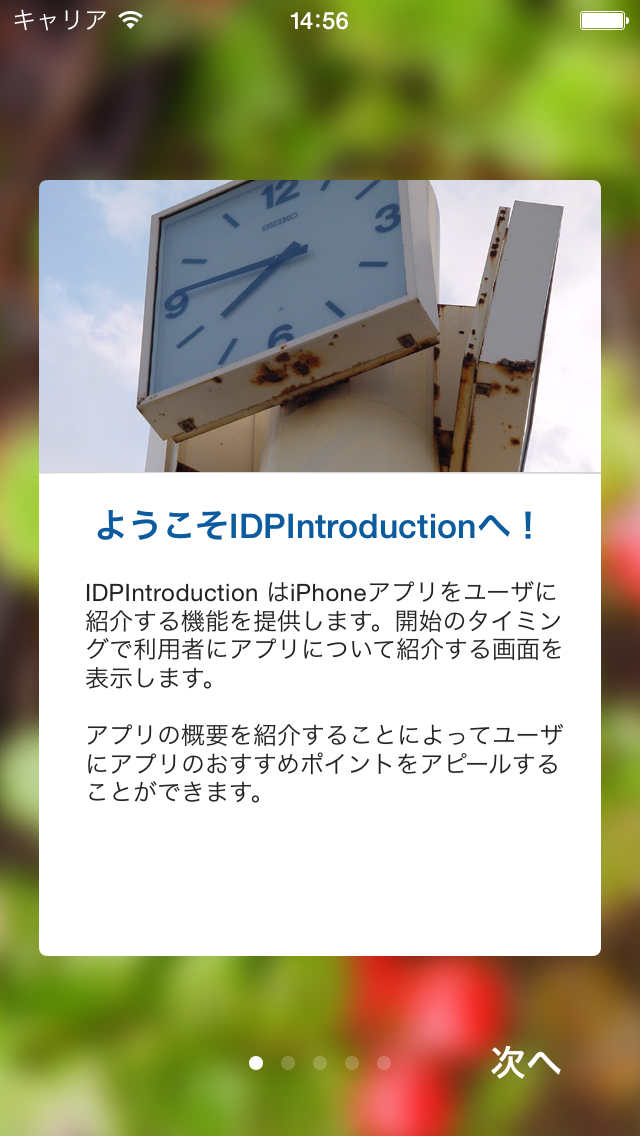 キャリア 14:56
12
SEIKO
3
9
6
ようこそIDPIntroductionへ！
IDPIntroduction はiPhoneアプリをユーザに
紹介する機能を提供します。開始のタイミン
グで利用者にアプリについて紹介する画面を
表示します。
アプリの概要を紹介することによってユーザ
にアプリのおすすめポイントをアピールする
ことができます。
次へ